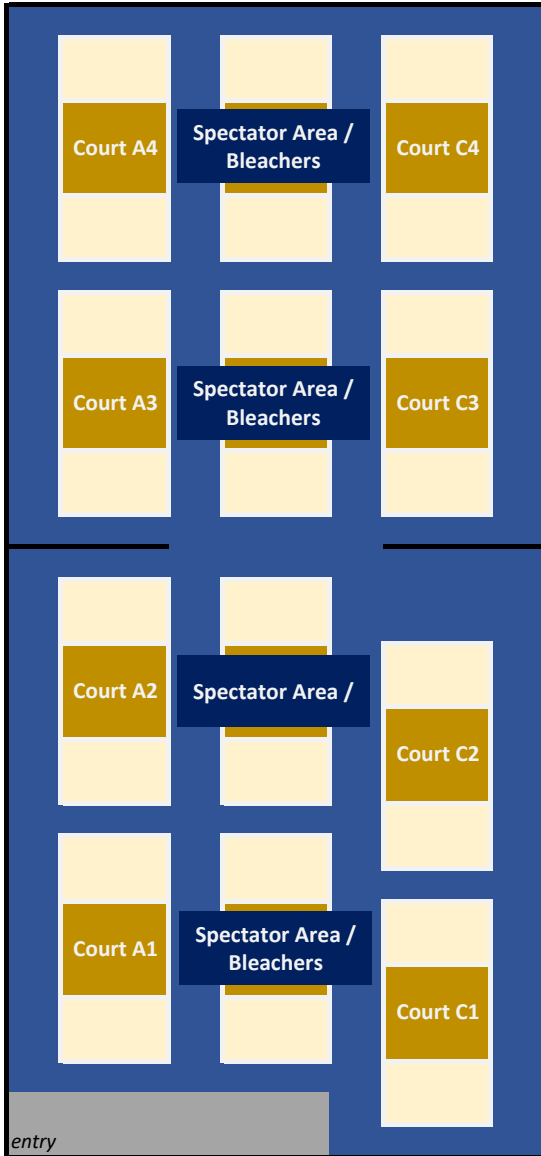 Court A4
Spectator Area /
Bleachers
Court C4
Court A3
Spectator Area /
Bleachers
Court C3
Court A2
Spectator Area /
Court C2
Court A1
Spectator Area /
Bleachers
Court C1
entry